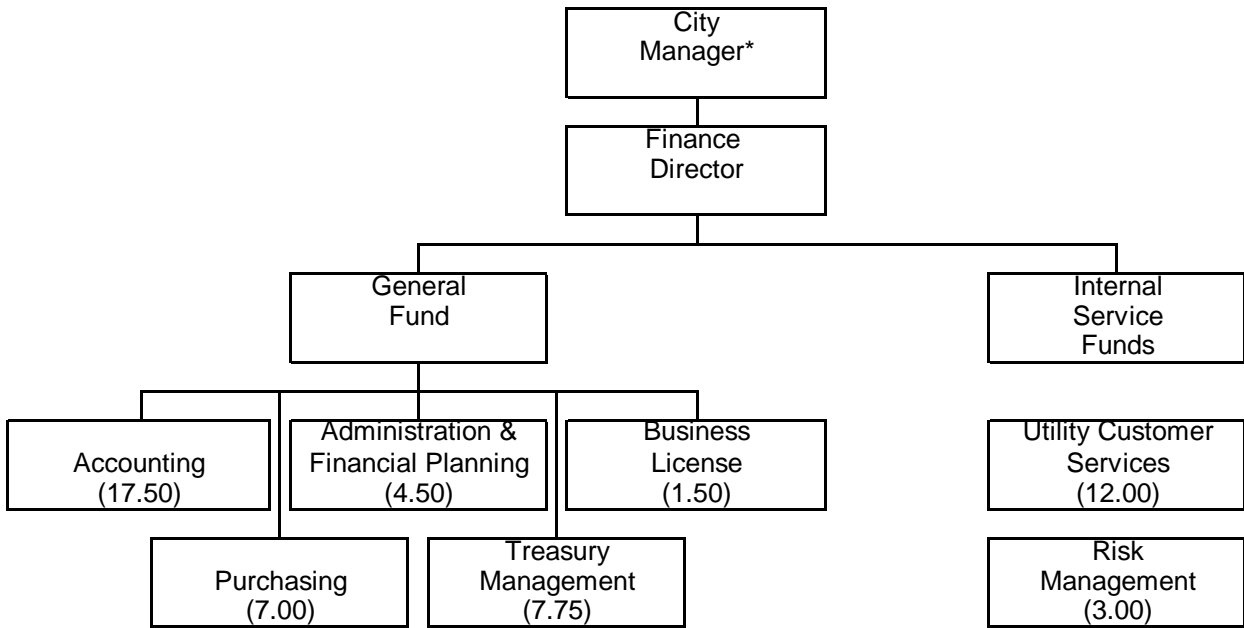 City
Manager*
Finance
Director
General
Fund
Internal
Service
Funds
Accounting
(17.50)
Administration &
Financial Planning
(4.50)
Business
License
(1.50)
Utility Customer
Services
(12.00)
Purchasing
(7.00)
Treasury
Management
(7.75)
Risk
Management
(3.00)